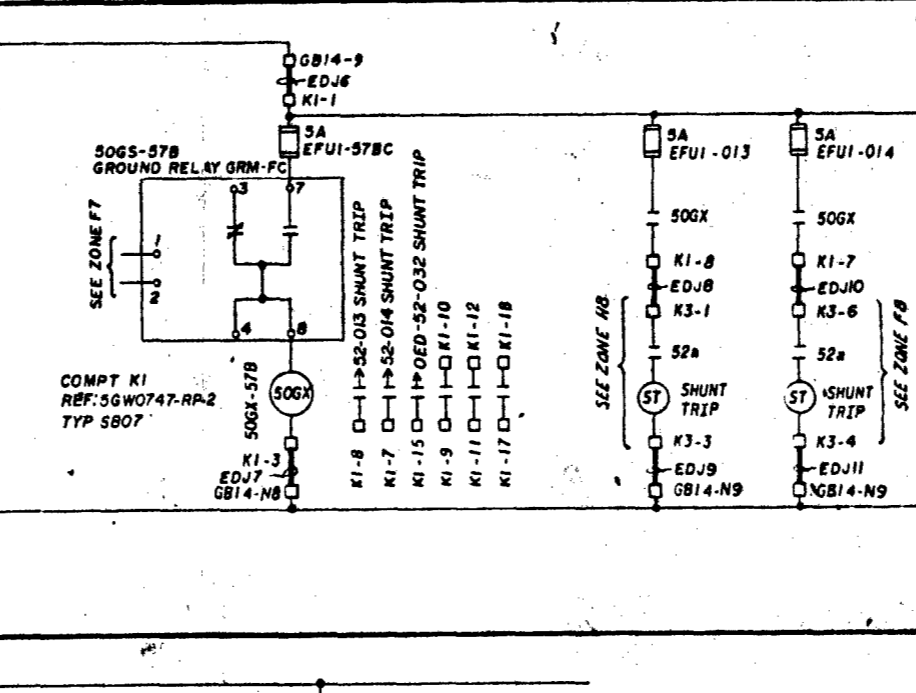 GB14-9
EDJ6
K1-1
5A
EFU1-57BC
50GS-57B
GROUND RELAY GRM-FC
3
7
SEE ZONE F7
1
2
4
8
COMPT K1
REF: 5GW0747-RP-2
TYP SB07
50GX-57B
50GX
K1-3
EDJ7
GB14-N8
K1-8 52-013 SHUNT TRIP
K1-7 52-014 SHUNT TRIP
K1-15 OED-52-032 SHUNT TRIP
K1-9 K1-10
K1-11 K1-12
K1-17 K1-18
5A
EFU1-013
50GX
K1-8
EDJ8
K3-1
SEE ZONE H8
52a
ST
SHUNT
TRIP
K3-3
EDJ9
GB14-N9
5A
EFU1-014
50GX
K1-7
EDJ10
K3-6
52a
ST
SHUNT
TRIP
SEE ZONE F8
K3-4
EDJ11
GB14-N9